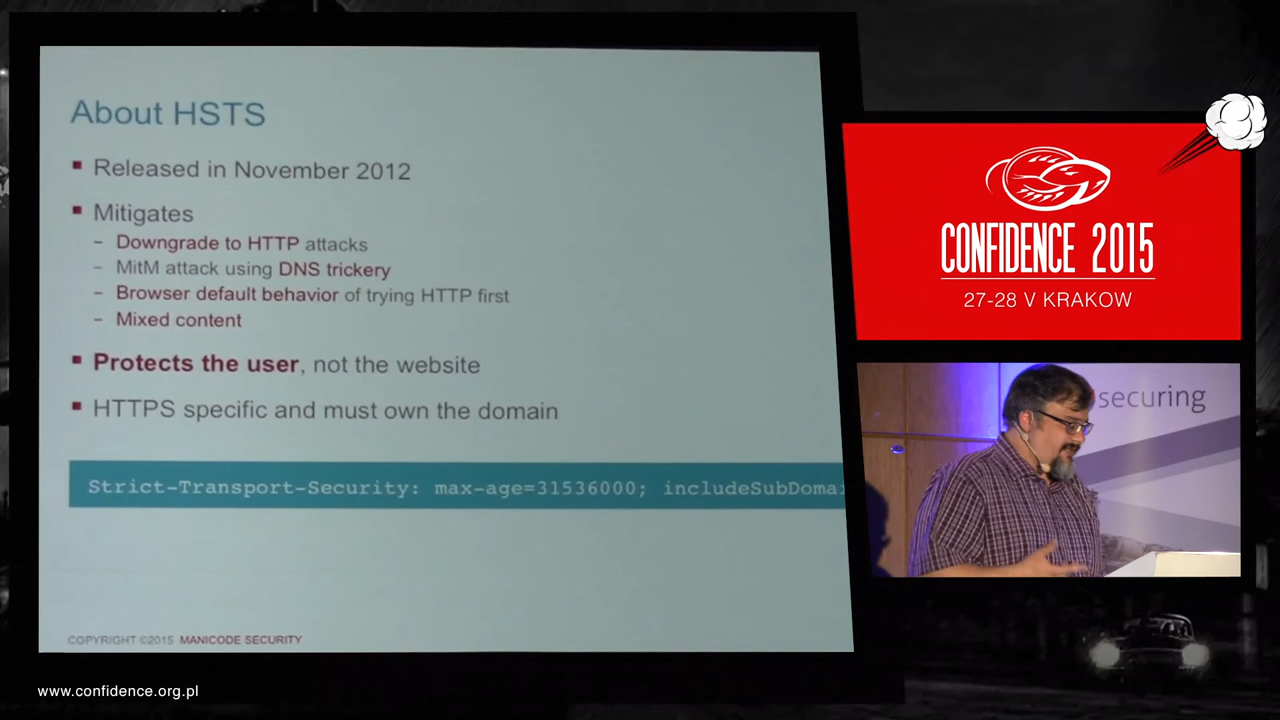 About HSTS
Released in November 2012
Mitigates
– Downgrade to HTTP attacks
– MitM attack using DNS trickery
– Browser default behavior of trying HTTP first
– Mixed content
Protects the user, not the website
HTTPS specific and must own the domain
Strict-Transport-Security: max-age=31536000; includeSubDomai
COPYRIGHT ©2015 MANICODE SECURITY
www.confidence.org.pl
CONFIDENCE 2015
27-28 V KRAKOW
securing